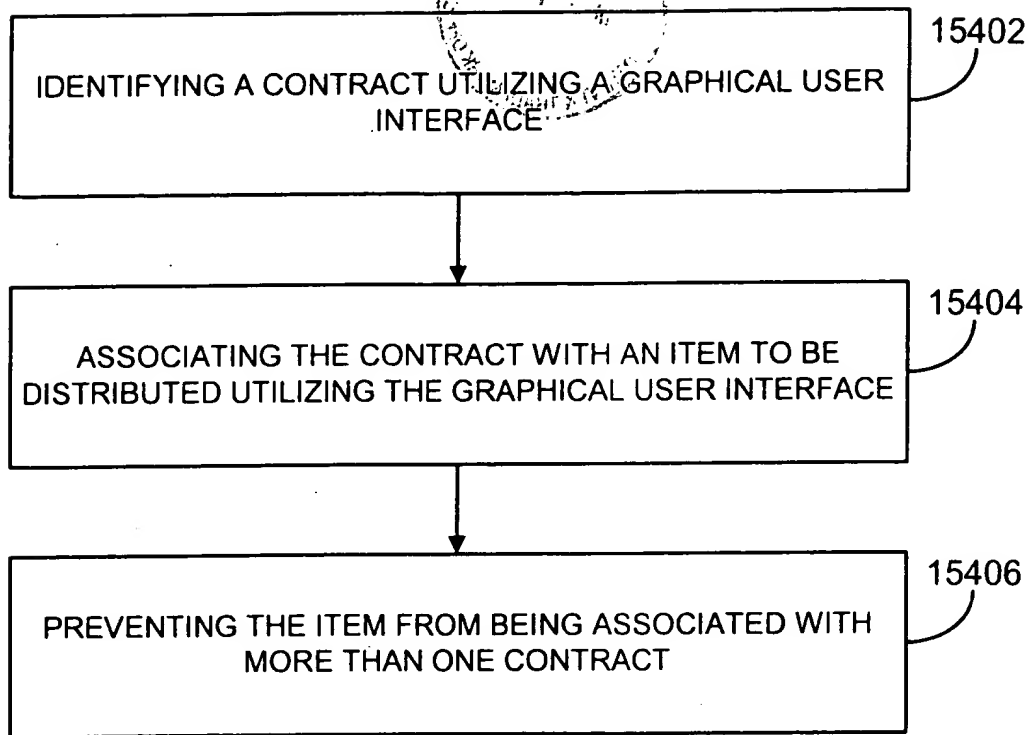 15402
IDENTIFYING A CONTRACT UTILIZING A GRAPHICAL USER
INTERFACE
15404
ASSOCIATING THE CONTRACT WITH AN ITEM TO BE
DISTRIBUTED UTILIZING THE GRAPHICAL USER INTERFACE
15406
PREVENTING THE ITEM FROM BEING ASSOCIATED WITH
MORE THAN ONE CONTRACT